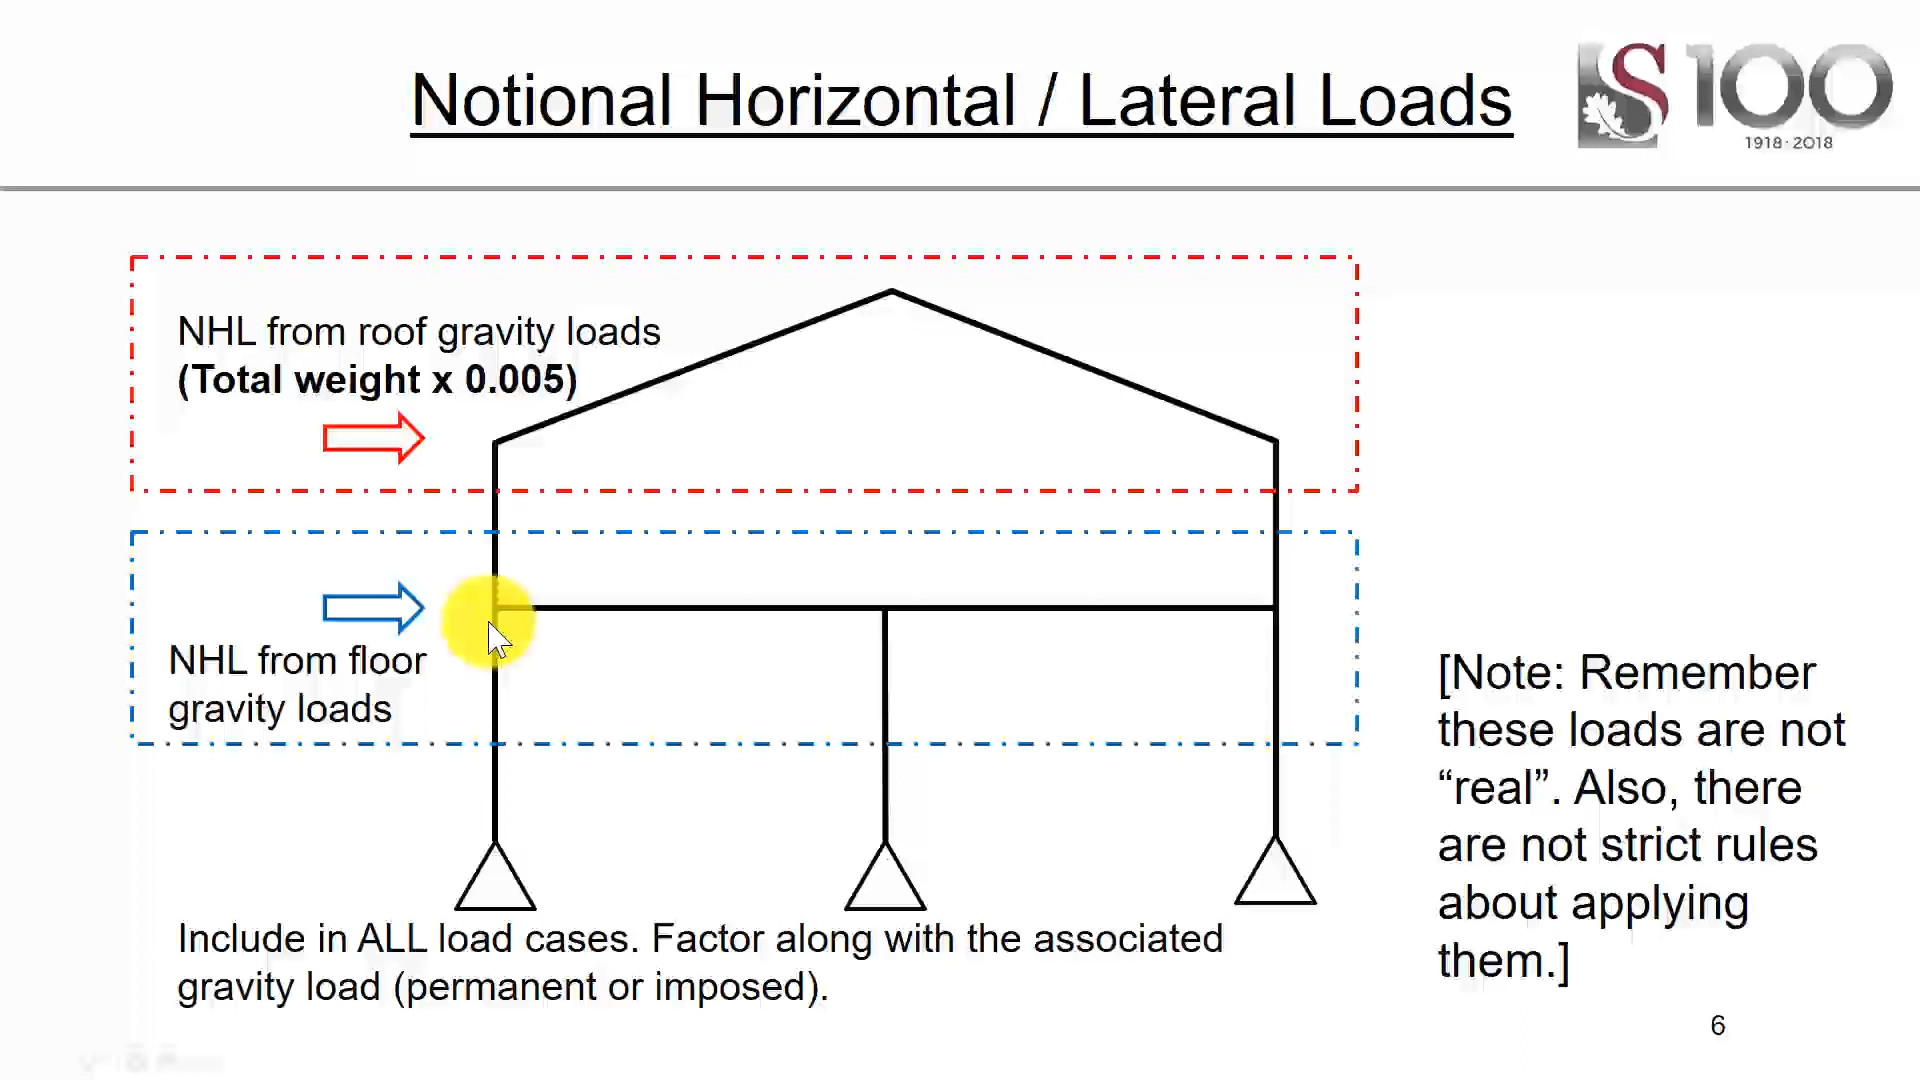 Notional Horizontal / Lateral Loads
S100
1918·2018
NHL from roof gravity loads
(Total weight x 0.005)
NHL from floor
gravity loads
[Note: Remember
these loads are not
“real”. Also, there
are not strict rules
about applying
them.]
Include in ALL load cases. Factor along with the associated
gravity load (permanent or imposed).
6